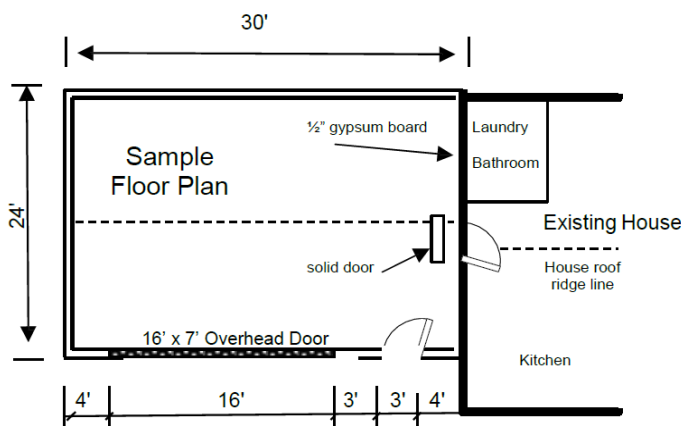 30'
½" gypsum board
Laundry
Bathroom
Sample
Floor Plan
24'
Existing House
solid door
House roof
ridge line
16' x 7' Overhead Door
Kitchen
4'
16'
3'
3'
4'